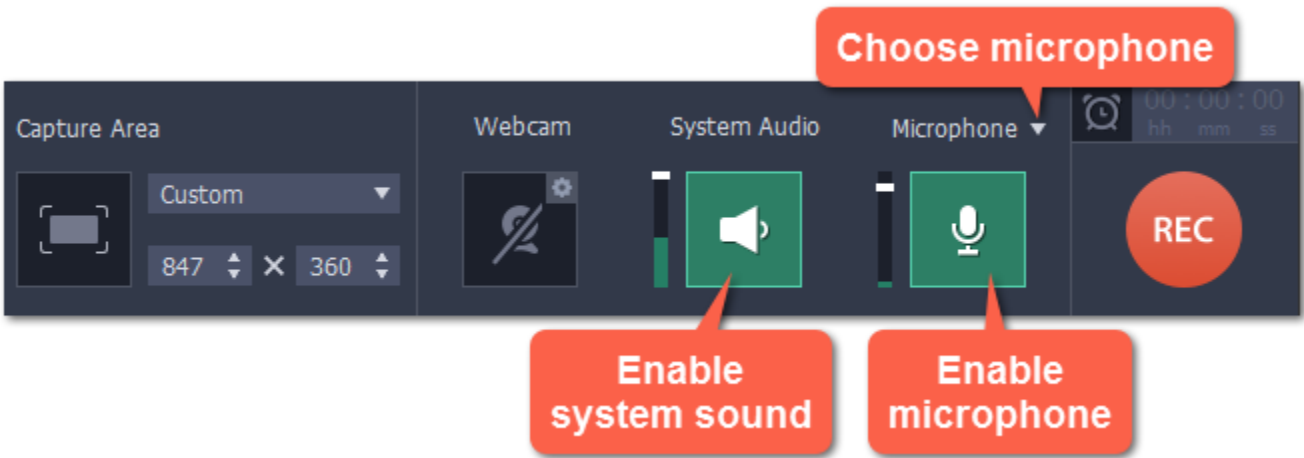 Choose microphone
Capture Area
Webcam
System Audio
Microphone
00 : 00 : 00
hh mm ss
Custom
847 × 360
REC
Enable
system sound
Enable
microphone